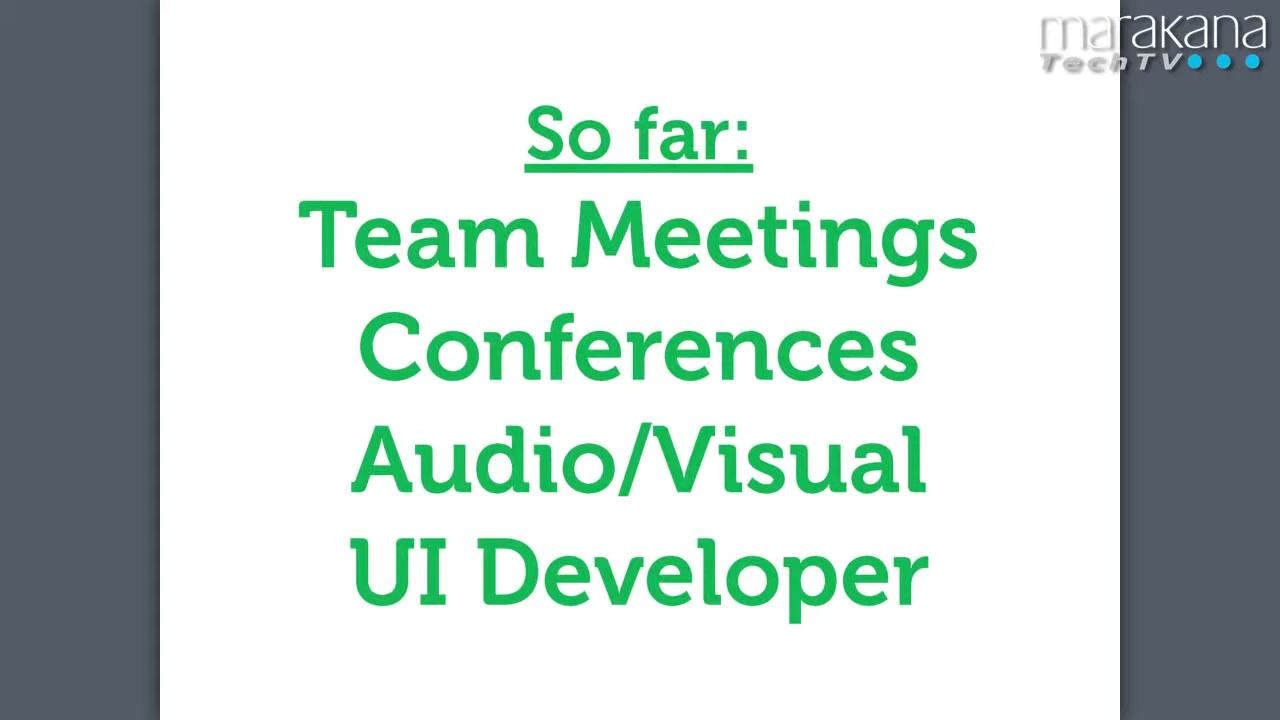 marakana
TechTV
So far:
Team Meetings
Conferences
Audio/Visual
UI Developer